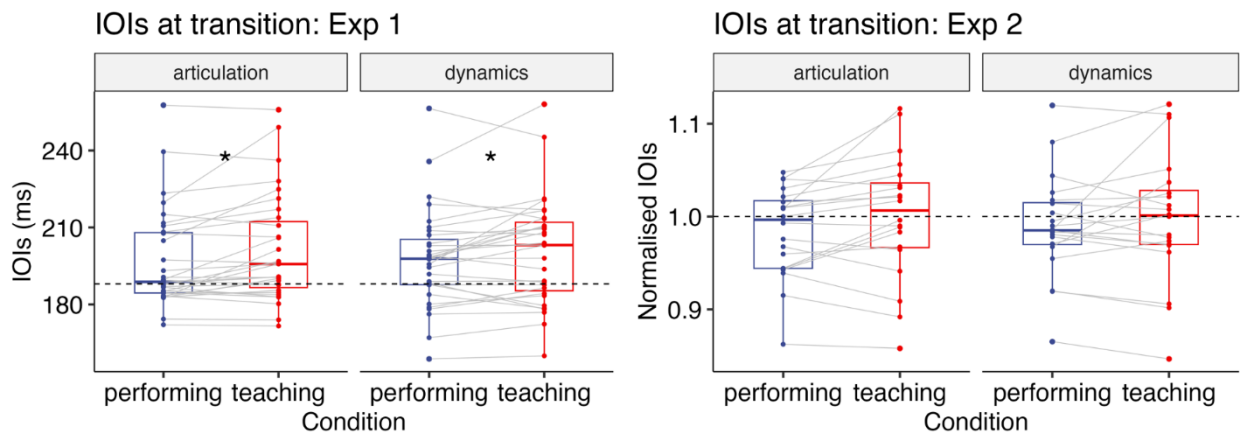 IOIs at transition: Exp 1
articulation
dynamics
IOIs (ms)
240
210
180
*
*
performing teaching
performing teaching
Condition
IOIs at transition: Exp 2
articulation
dynamics
Normalised IOIs
1.1
1.0
0.9
performing teaching
performing teaching
Condition